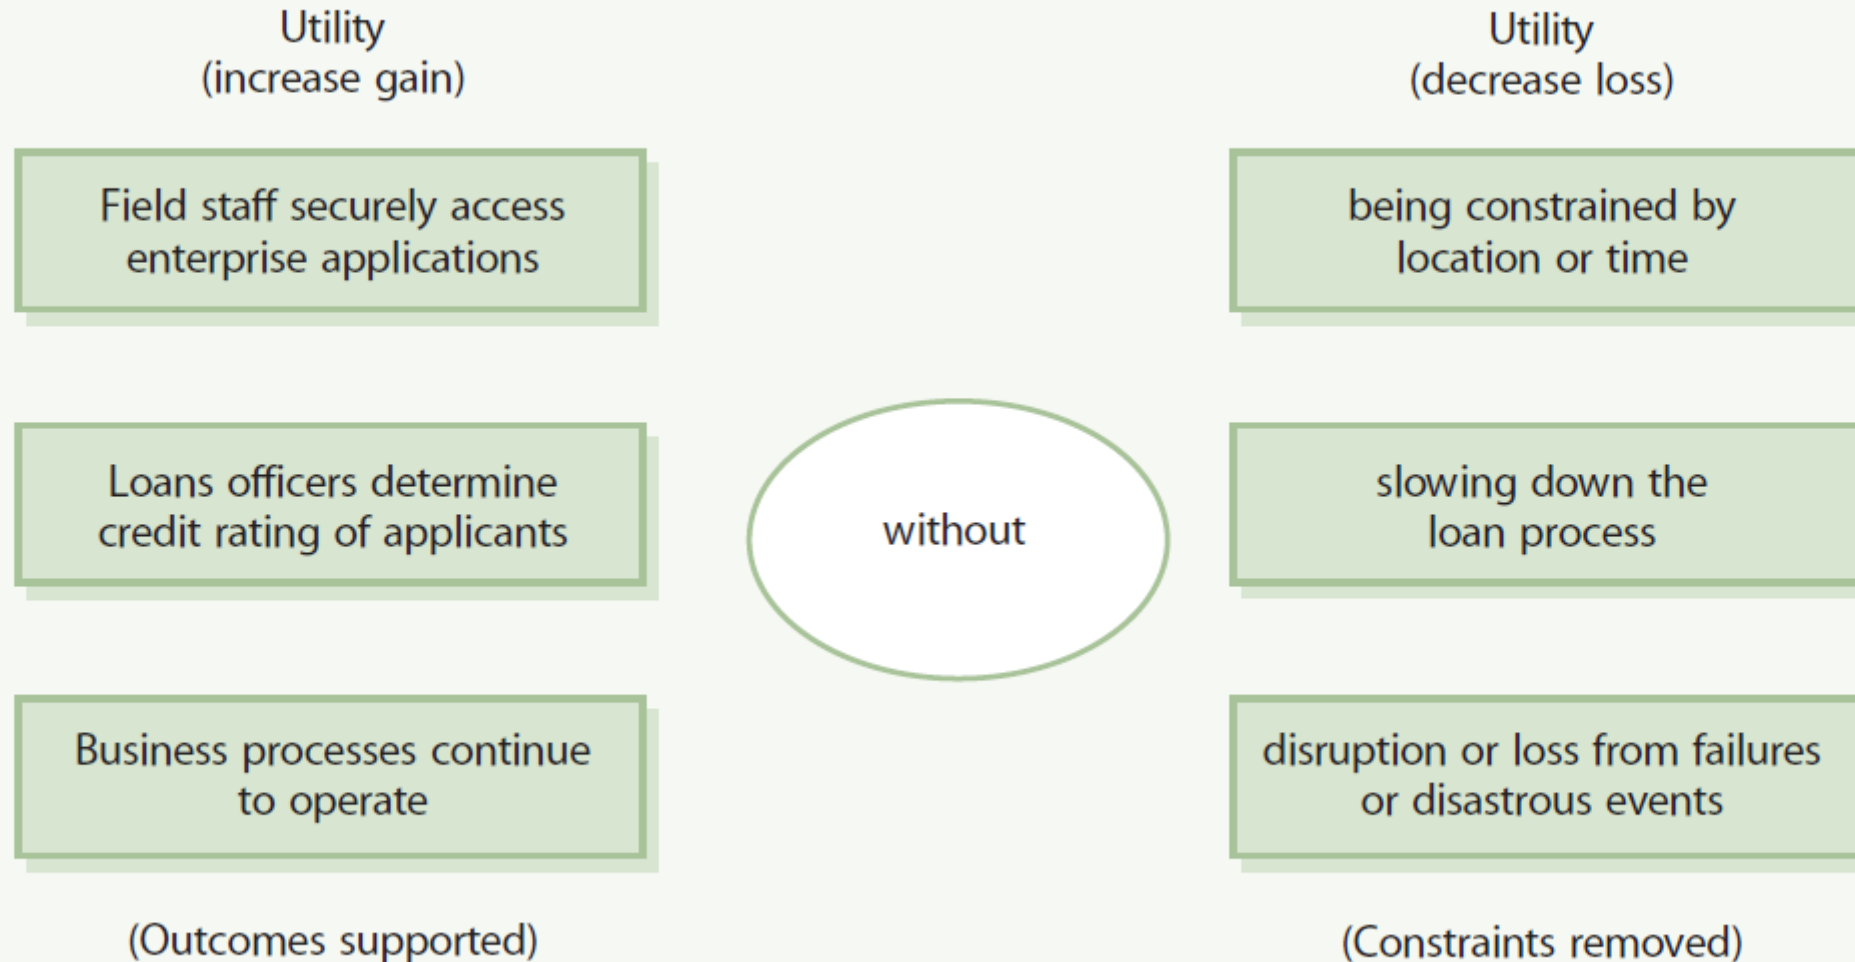 Utility
(increase gain)
Utility
(decrease loss)
Field staff securely access
enterprise applications
being constrained by
location or time
Loans officers determine
credit rating of applicants
without
slowing down the
loan process
Business processes continue
to operate
disruption or loss from failures
or disastrous events
(Outcomes supported)
(Constraints removed)